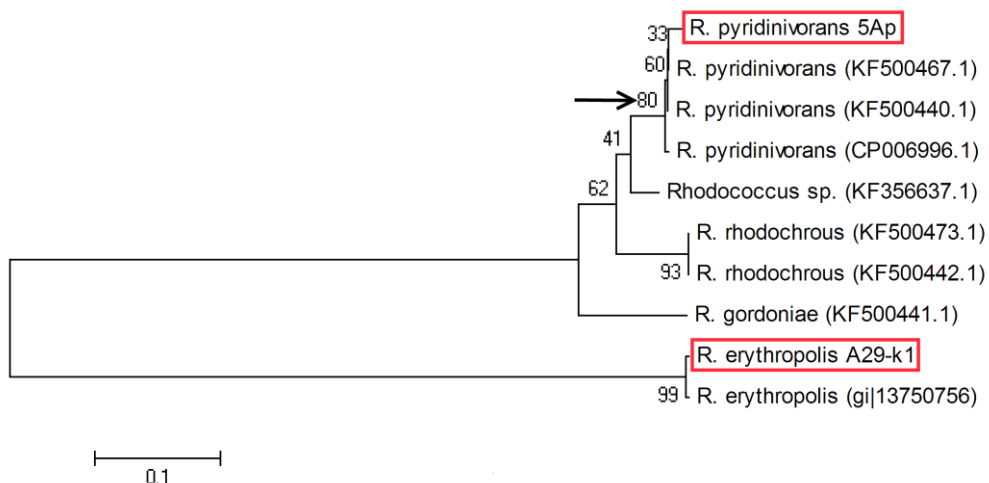 33
R. pyridinivorans 5Ap
60
R. pyridinivorans (KF500467.1)
80
R. pyridinivorans (KF500440.1)
41
R. pyridinivorans (CP006996.1)
62
Rhodococcus sp. (KF356637.1)
R. rhodochrous (KF500473.1)
93
R. rhodochrous (KF500442.1)
R. gordoniae (KF500441.1)
R. erythropolis A29-k1
99
R. erythropolis (gi|13750756)
0.1